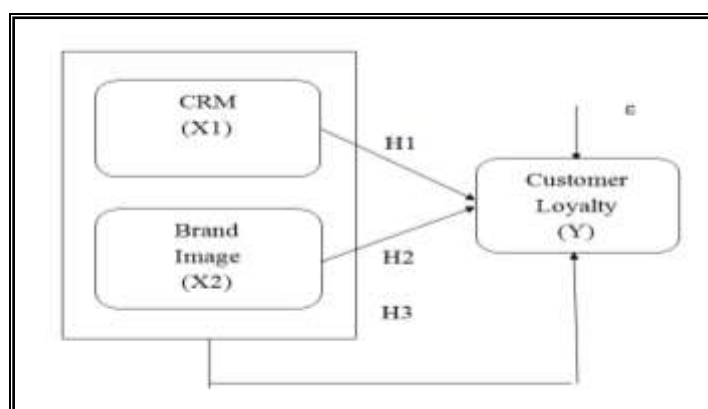 CRM
(X1)
H1
ε
Customer
Loyalty
(Y)
Brand
Image
(X2)
H2
H3